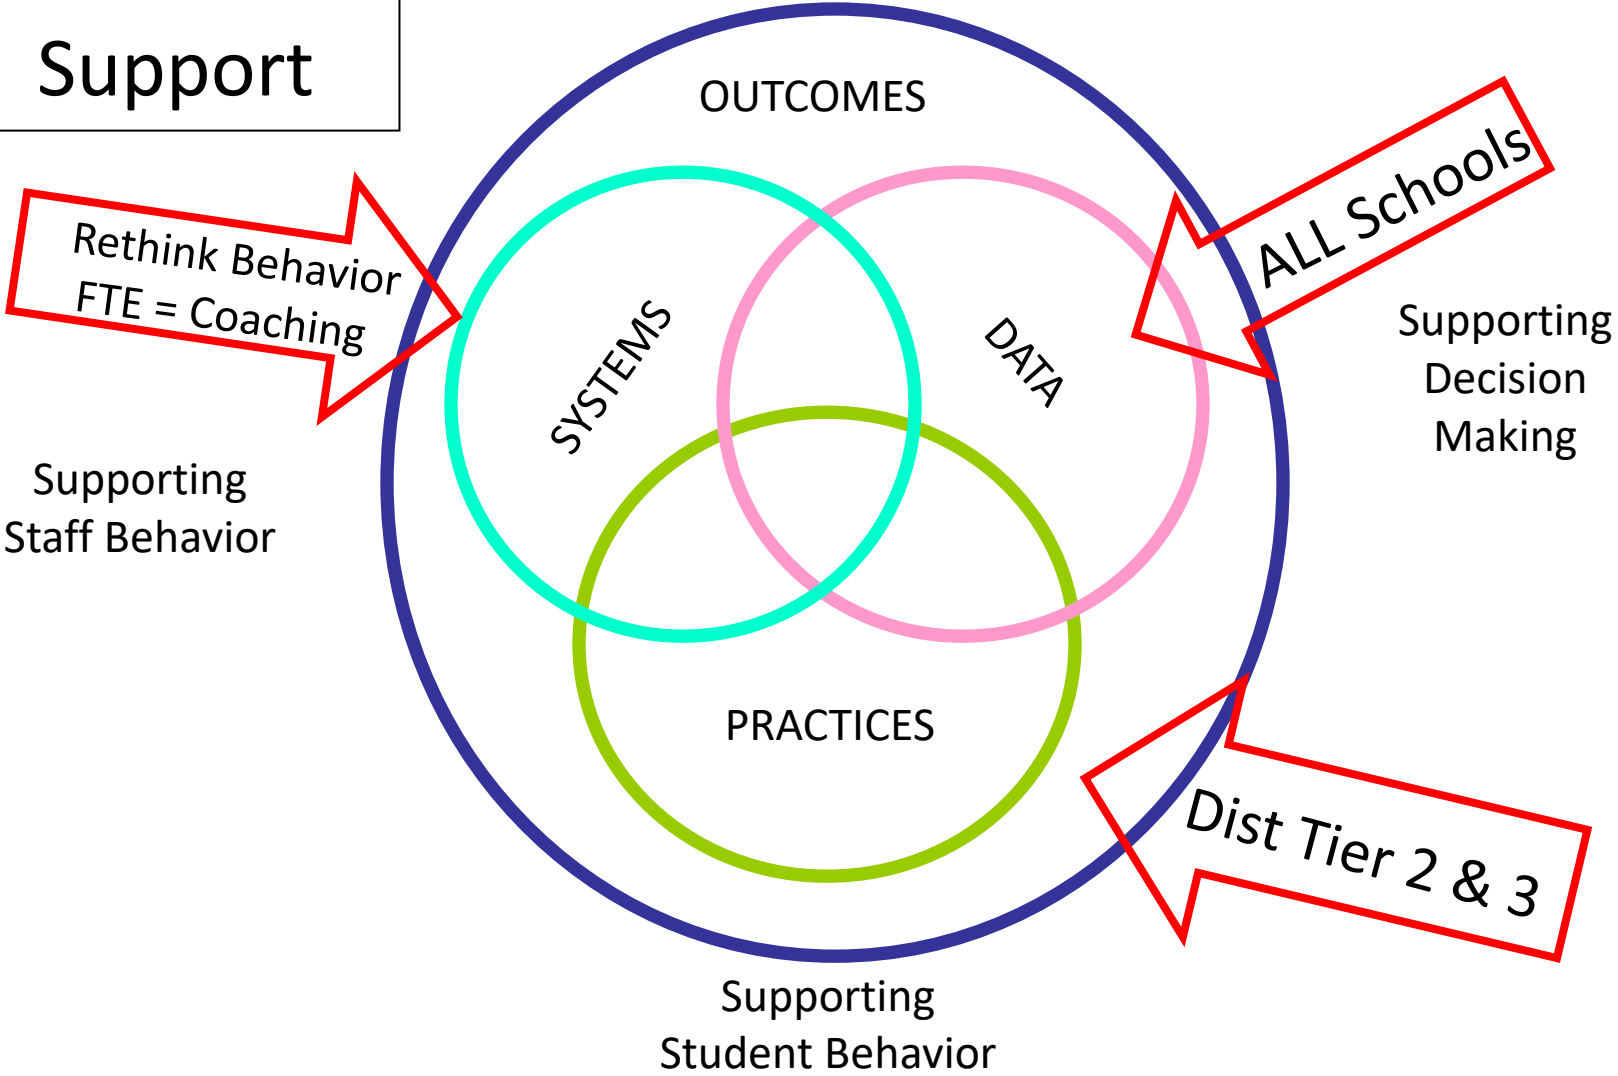 Support
OUTCOMES
ALL Schools
Rethink Behavior
FTE = Coaching
SYSTEMS
DATA
Supporting
Decision
Making
Supporting
Staff Behavior
PRACTICES
Dist Tier 2 & 3
Supporting
Student Behavior